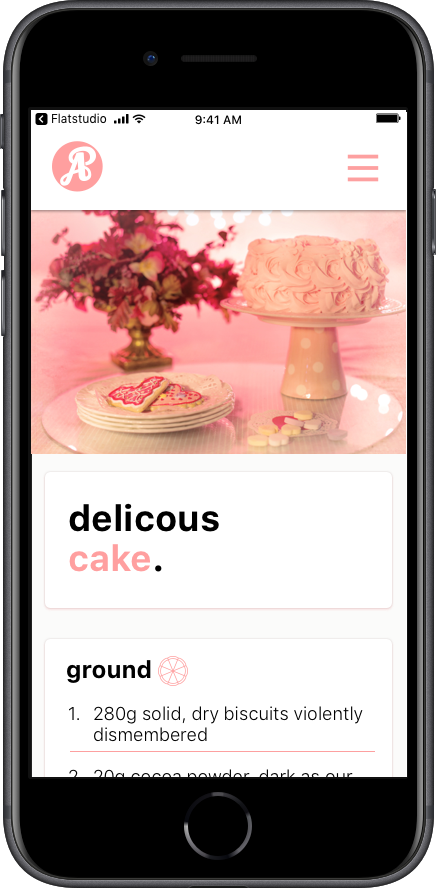 Flatstudio
9:41 AM
AP
delicous
cake.
ground
1. 280g solid, dry biscuits violently
dismembered
2. 20g cocoa powder, dark as our